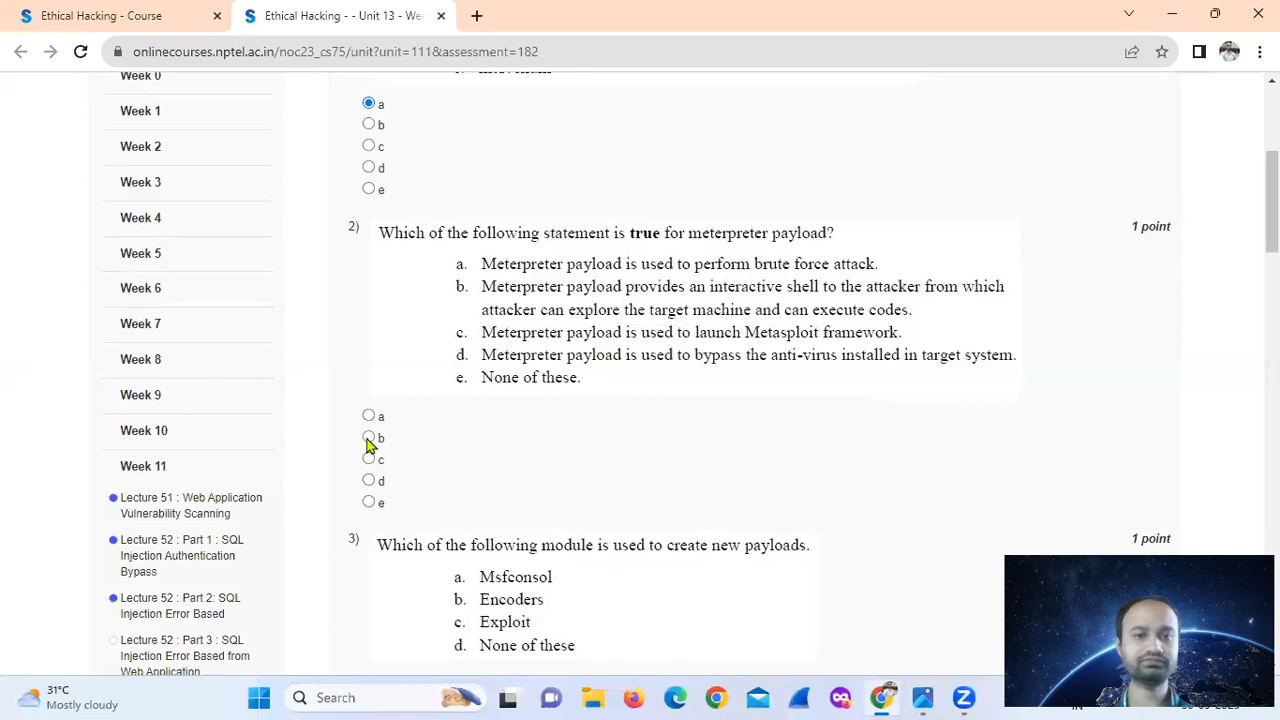 Ethical Hacking - Course
Ethical Hacking - - Unit 13 - We
onlinecourses.nptel.ac.in/noc23_cs75/unit?unit=111&assessment=182
Week 0
Week 1
Week 2
Week 3
Week 4
Week 5
Week 6
Week 7
Week 8
Week 9
Week 10
Week 11
Lecture 51 : Web Application
Vulnerability Scanning
Lecture 52 : Part 1 : SQL
Injection Authentication
Bypass
Lecture 52 : Part 2: SQL
Injection Error Based
Lecture 52 : Part 3 : SQL
Injection Error Based from
Web Application
a
b
c
d
e
2)
Which of the following statement is true for meterpreter payload?
1 point
a. Meterpreter payload is used to perform brute force attack.
b. Meterpreter payload provides an interactive shell to the attacker from which
attacker can explore the target machine and can execute codes.
c. Meterpreter payload is used to launch Metasploit framework.
d. Meterpreter payload is used to bypass the anti-virus installed in target system.
e. None of these.
a
b
c
d
e
3)
Which of the following module is used to create new payloads.
1 point
a. Msfconsol
b. Encoders
c. Exploit
d. None of these
31°C
Mostly cloudy
Search